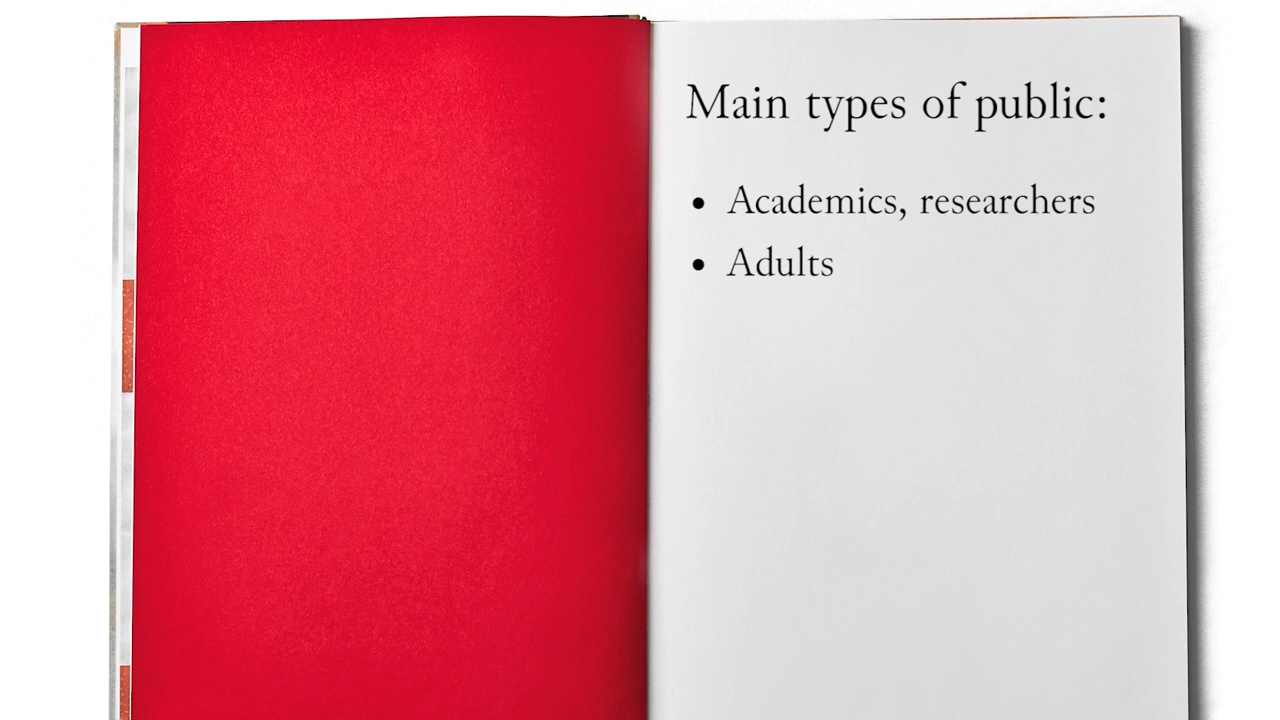 Main types of public:
• Academics, researchers
• Adults